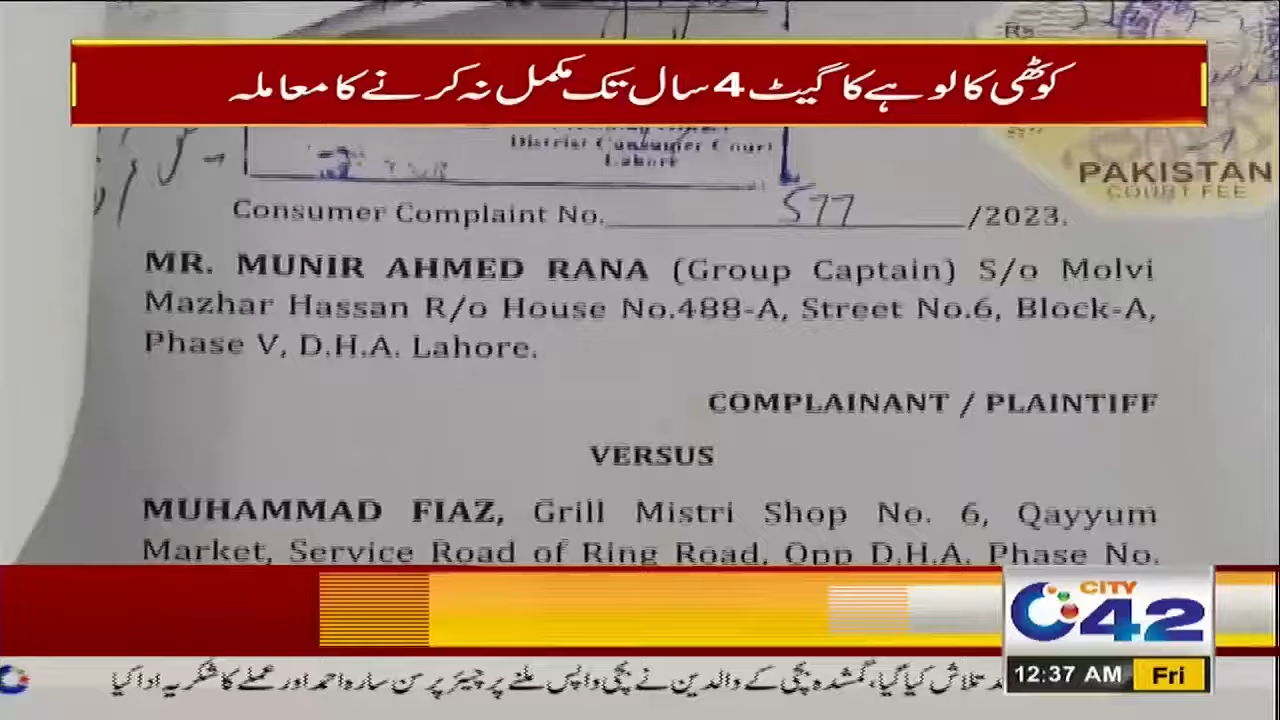 Rs
کوٹھی کا لوہے کا گیٹ 4 سال تک مکمل نہ کرنے کا معاملہ
District Consumer Court
Lahore
PAKISTAN
COURT FEE
Consumer Complaint No. 577 /2023.
MR. MUNIR AHMED RANA (Group Captain) S/o Molvi
Mazhar Hassan R/o House No.488-A, Street No.6, Block-A,
Phase V, D.H.A. Lahore.
COMPLAINANT / PLAINTIFF
VERSUS
MUHAMMAD FIAZ, Grill Mistri Shop No. 6, Qayyum
Market, Service Road of Ring Road, Opp D.H.A. Phase No.
CITY
42
12:37 AM Fri
تلاش کیا گیا، گمشدہ بچی کے والدین نے بچی واپس ملنے پر چیئرپرسن سارہ احمد اور عملے کا شکریہ ادا کیا